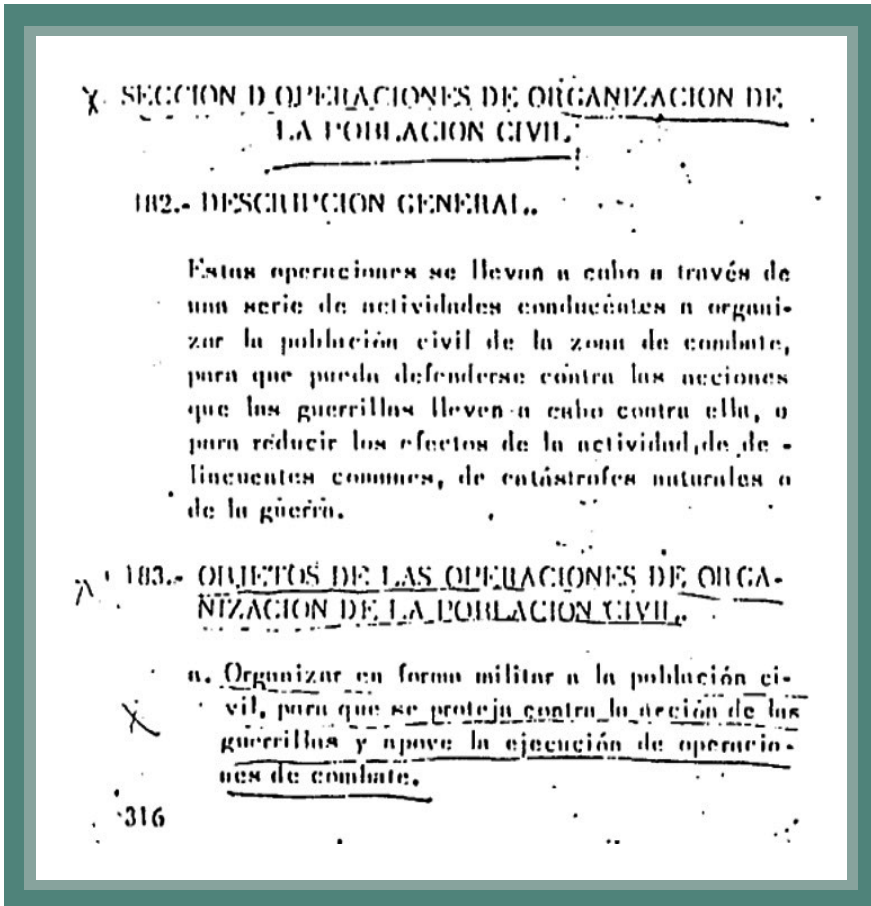 SECCION D OPERACIONES DE ORGANIZACION DE
LA POBLACION CIVIL.
182.- DESCRIPCION GENERAL.
Estas operaciones se llevan a cabo a través de
una serie de actividades conducentes a organi-
zar la población civil de la zona de combate,
para que pueda defenderse contra las acciones
que las guerrillas lleven a cabo contra ella, o
para reducir los efectos de la actividad de de -
lincuentes comunes, de catástrofes naturales o
de la guerra.
183.- OBJETOS DE LAS OPERACIONES DE ORGA-
NIZACION DE LA POBLACION CIVIL.
a. Organizar en forma militar a la población ci-
vil, para que se proteja contra la acción de las
guerrillas y apoye la ejecución de operacio-
nes de combate.
316